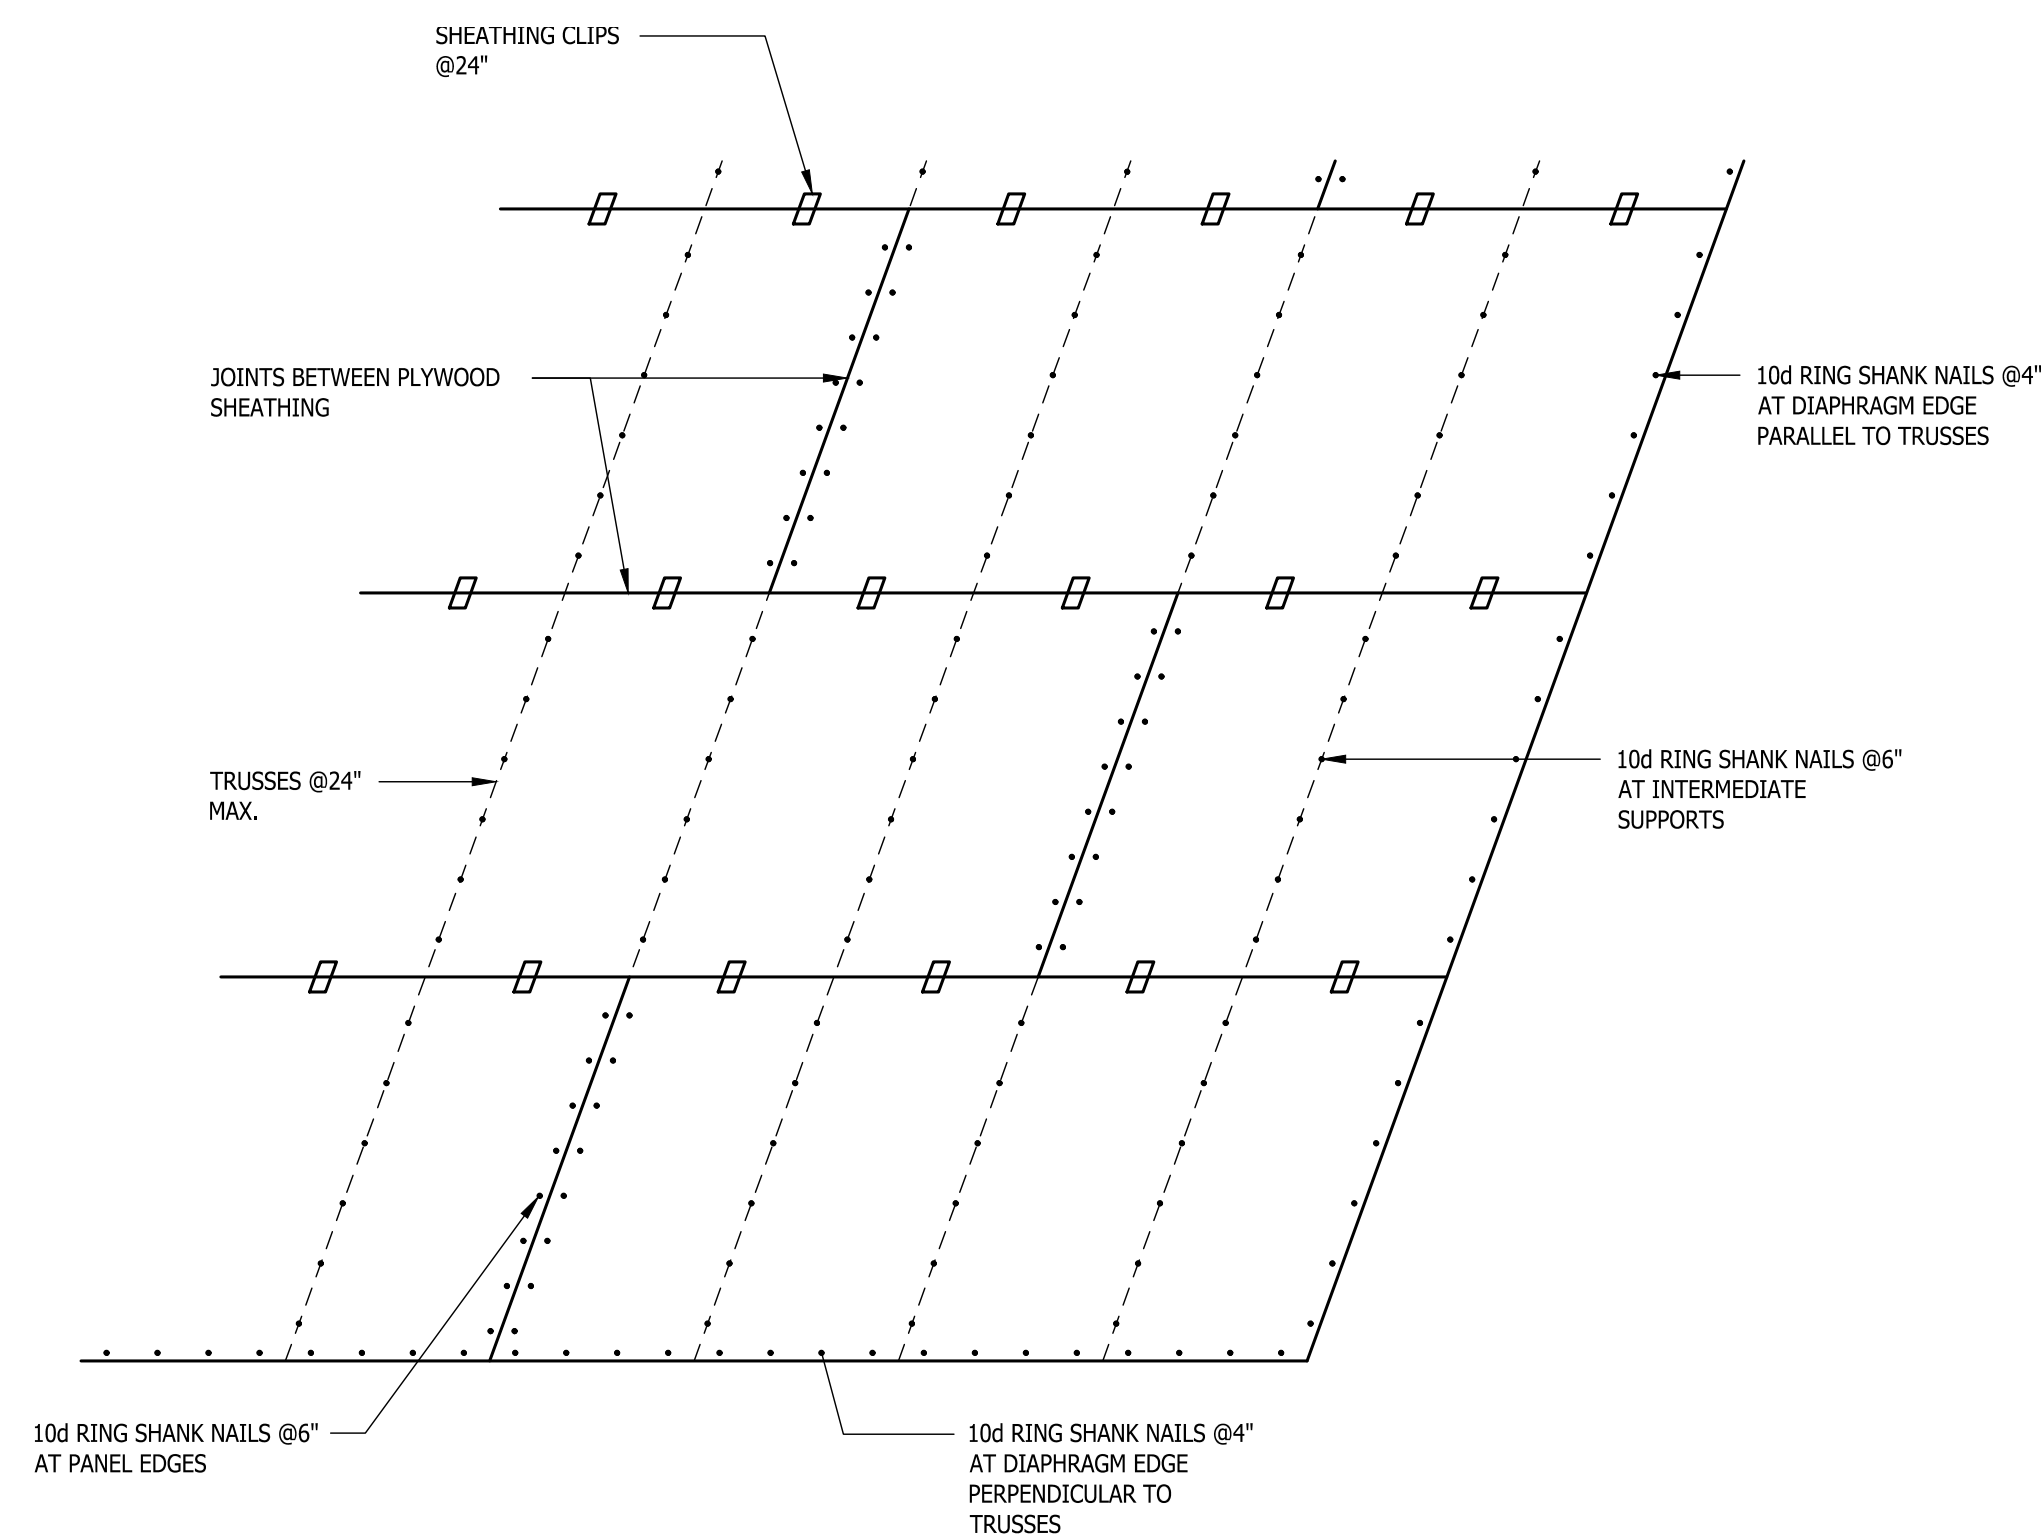 SHEATHING CLIPS
@24"
JOINTS BETWEEN PLYWOOD
SHEATHING
10d RING SHANK NAILS @4"
AT DIAPHRAGM EDGE
PARALLEL TO TRUSSES
TRUSSES @24"
MAX.
10d RING SHANK NAILS @6"
AT INTERMEDIATE
SUPPORTS
10d RING SHANK NAILS @6"
AT PANEL EDGES
10d RING SHANK NAILS @4"
AT DIAPHRAGM EDGE
PERPENDICULAR TO
TRUSSES